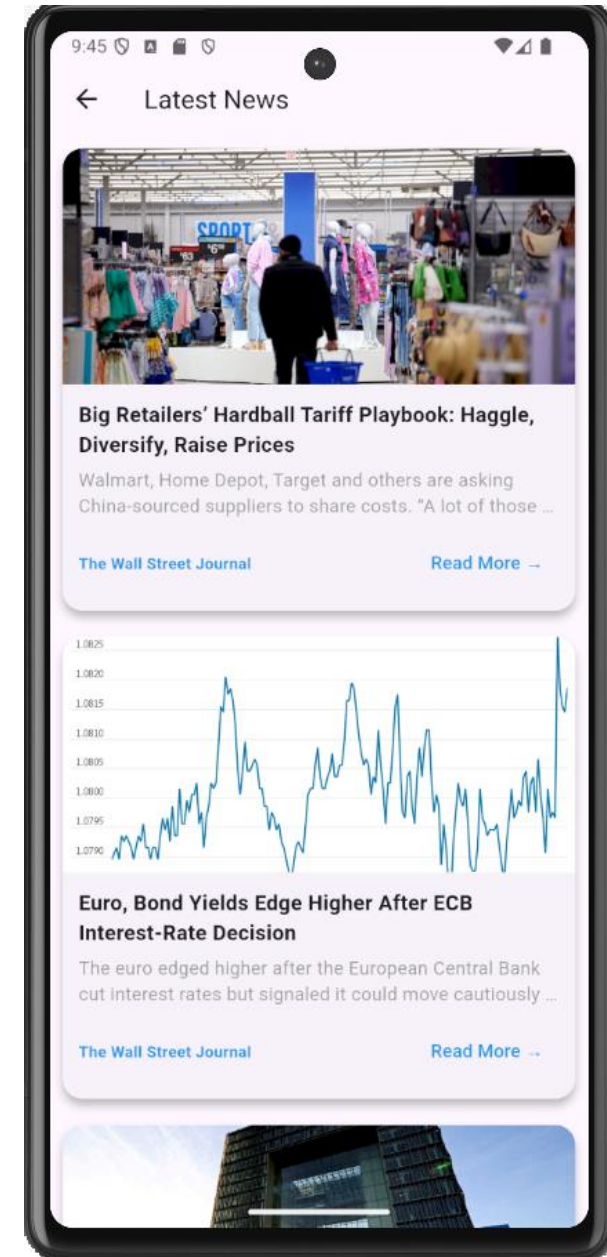 9:45
Latest News
SPORT
63
Big Retailers’ Hardball Tariff Playbook: Haggle,
Diversify, Raise Prices
Walmart, Home Depot, Target and others are asking
China-sourced suppliers to share costs. “A lot of those ...
The Wall Street Journal
Read More →
1.0825
1.0820
1.0815
1.0810
1.0805
1.0800
1.0795
1.0790
Euro, Bond Yields Edge Higher After ECB
Interest-Rate Decision
The euro edged higher after the European Central Bank
cut interest rates but signaled it could move cautiously ...
The Wall Street Journal
Read More →